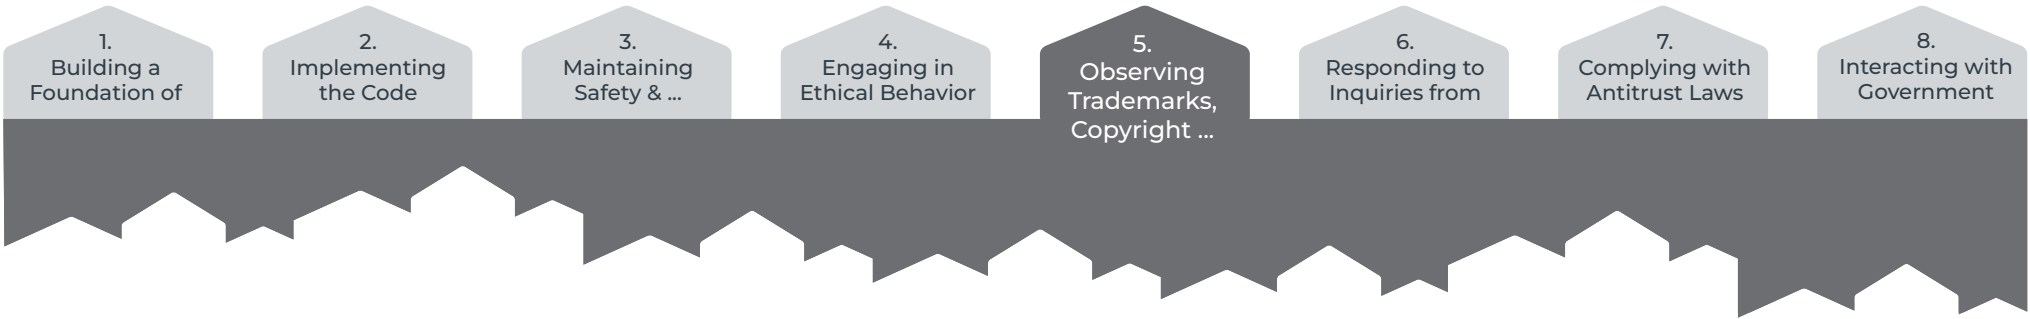 1.
Building a
Foundation of
2.
Implementing
the Code
3.
Maintaining
Safety & ...
4.
Engaging in
Ethical Behavior
5.
Observing
Trademarks,
Copyright ...
6.
Responding to
Inquiries from
7.
Complying with
Antitrust Laws
8.
Interacting with
Government